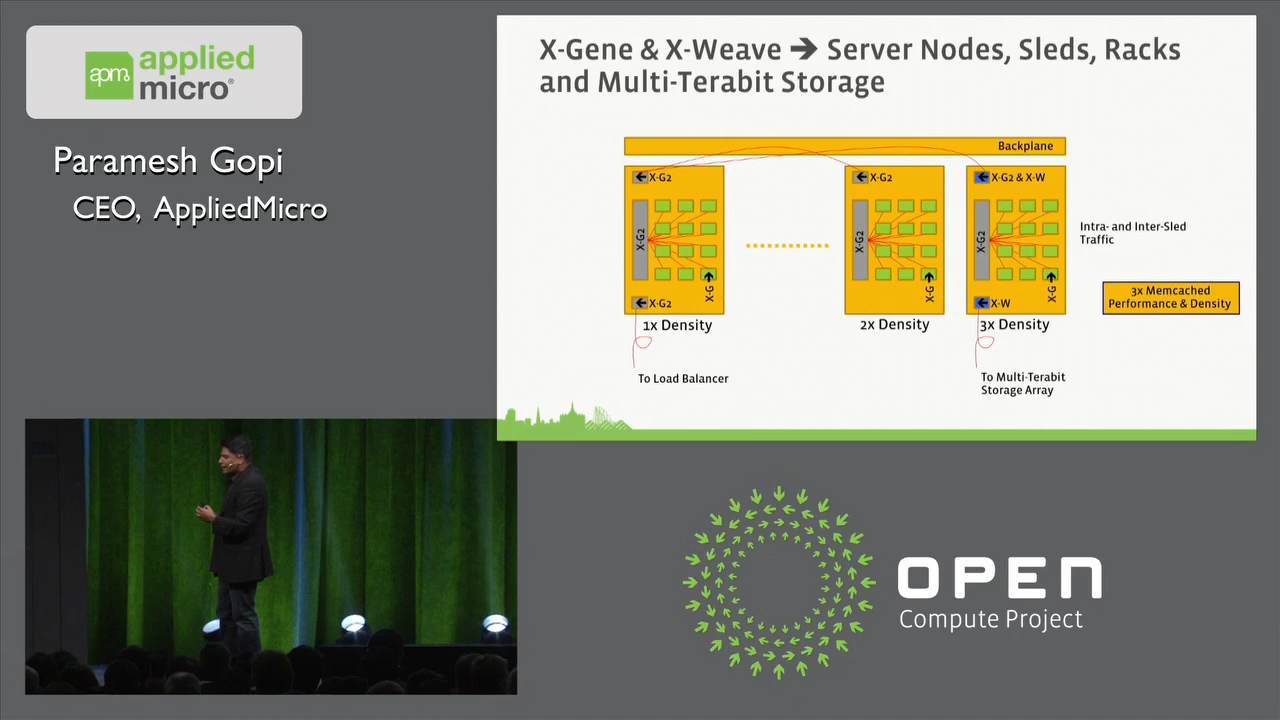 apm
applied
micro®
Paramesh Gopi
CEO, AppliedMicro
X-Gene & X-Weave ➔ Server Nodes, Sleds, Racks
and Multi-Terabit Storage
Backplane
X-G2
X-G2
X-G2 & X-W
X-G2
X-G2
X-G2
X-G
X-G
X-G
X-G2
X-W
1x Density
2x Density
3x Density
Intra- and Inter-Sled
Traffic
3x Memcached
Performance & Density
To Load Balancer
To Multi-Terabit
Storage Array
OPEN
Compute Project